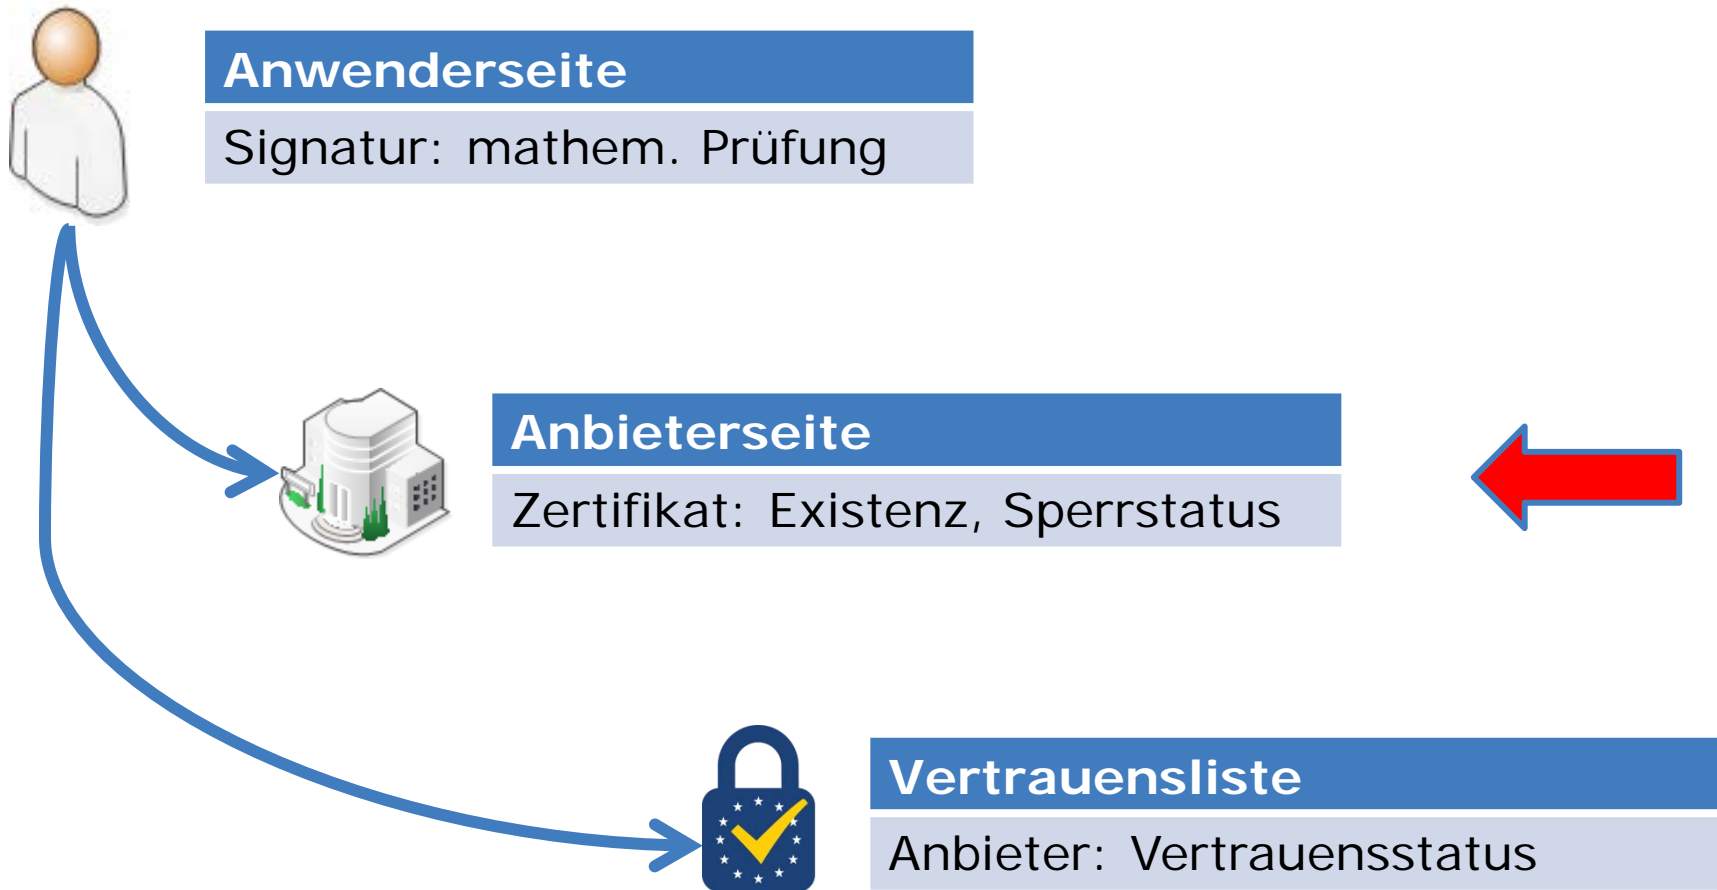 Anwenderseite
Signatur: mathem. Prüfung
Anbieterseite
Zertifikat: Existenz, Sperrstatus
Vertrauensliste
Anbieter: Vertrauensstatus